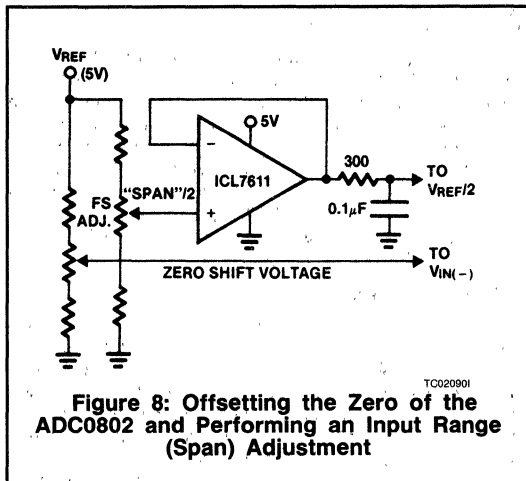 VREF
(5V)
5V
"SPAN"/2
FS
ADJ.
−
+
ICL7611
300
0.1μF
TO
VREF/2
ZERO SHIFT VOLTAGE
TO
VIN(−)
TC02090I
Figure 8: Offsetting the Zero of the
ADC0802 and Performing an Input Range
(Span) Adjustment